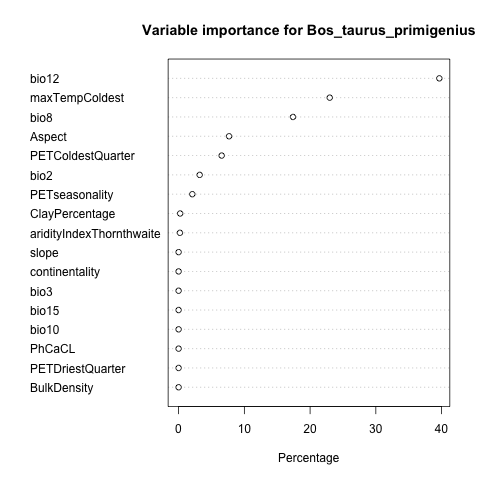 Variable importance for Bos_taurus_primigenius
bio12
maxTempColdest
bio8
Aspect
PETColdestQuarter
bio2
PETseasonality
ClayPercentage
aridityIndexThornthwaite
slope
continentality
bio3
bio15
bio10
PhCaCL
PETDriestQuarter
BulkDensity
0 10 20 30 40
Percentage